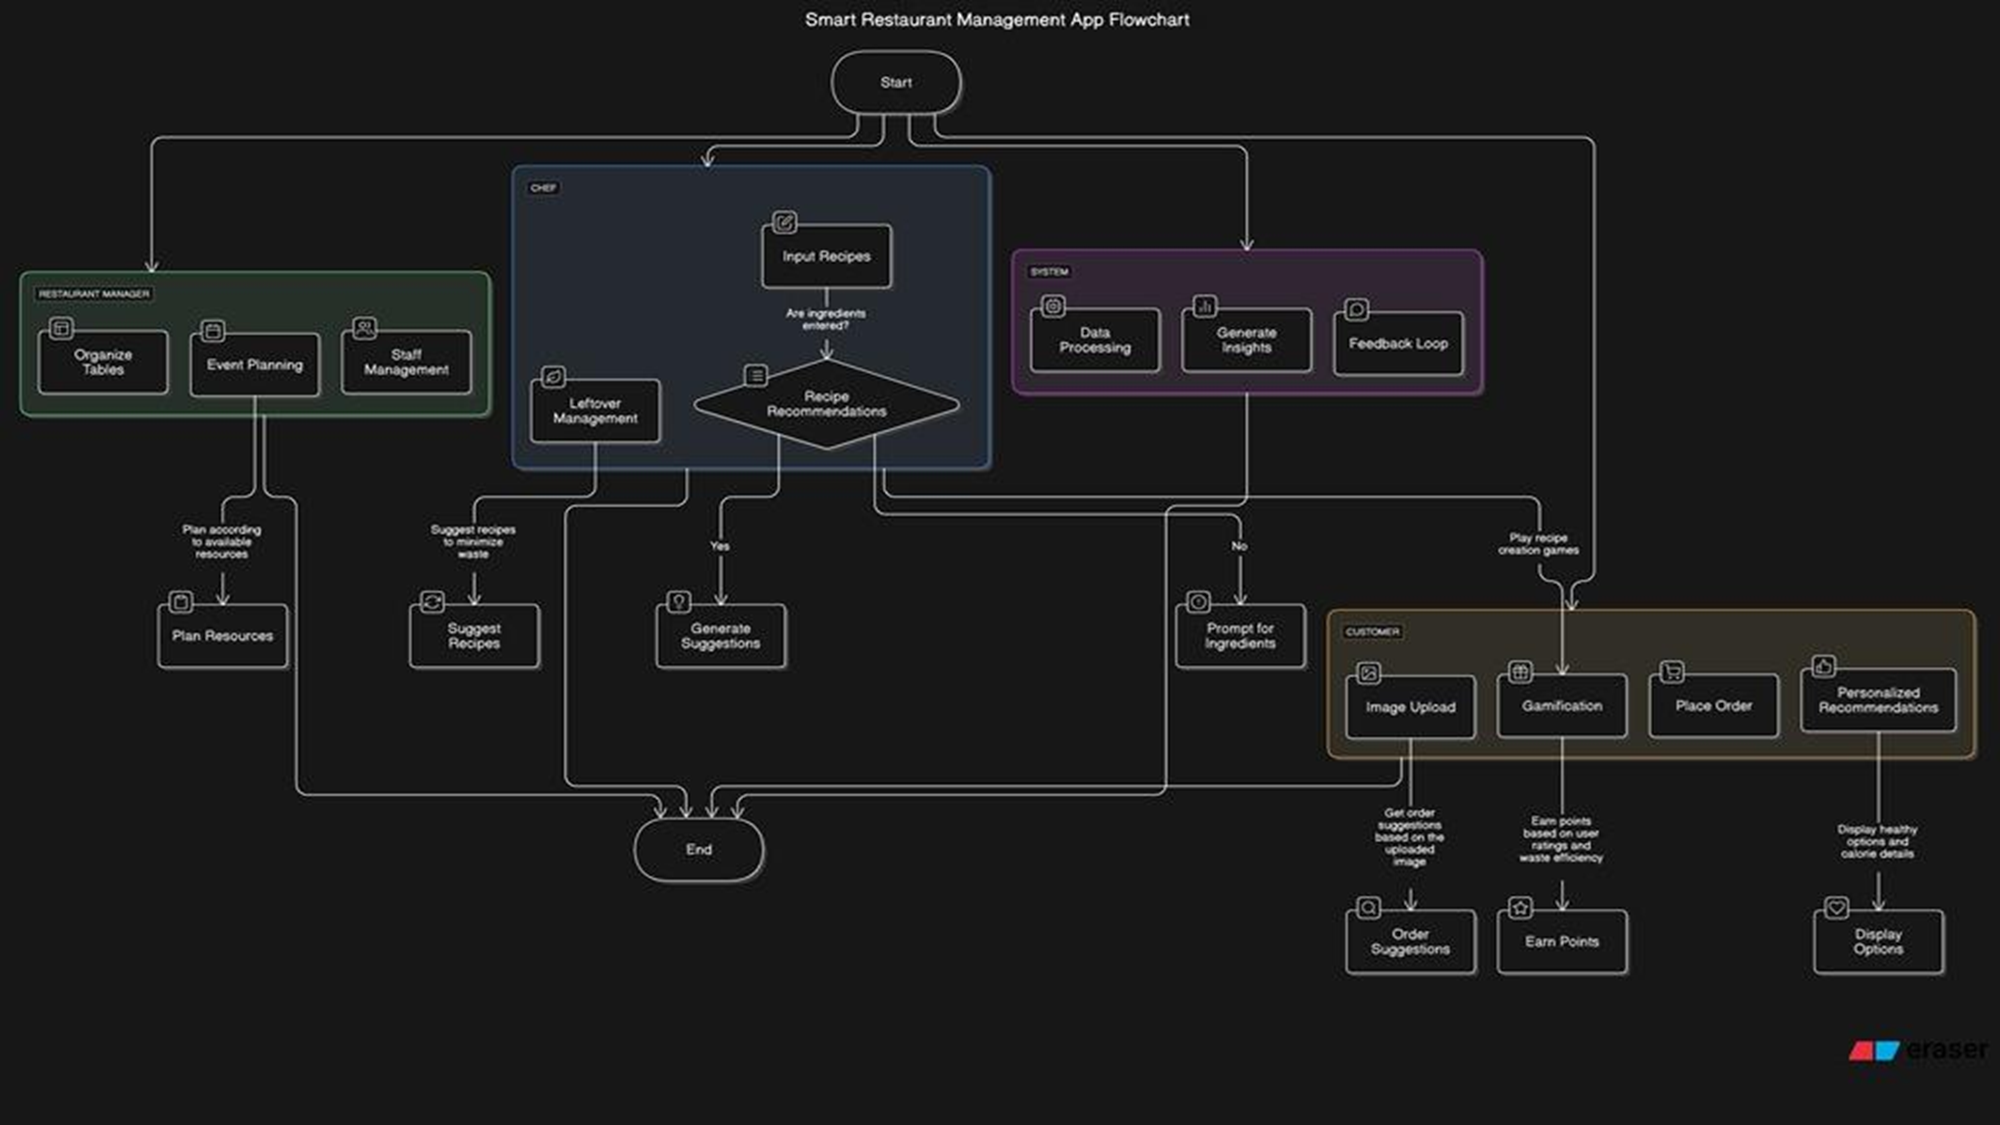 Smart Restaurant Management App Flowchart
Start
CHEF
Input Recipes
Are ingredients
entered?
Recipe
Recommendations
Leftover
Management
SYSTEM
Data
Processing
Generate
Insights
Feedback Loop
RESTAURANT MANAGER
Organize
Tables
Event Planning
Staff
Management
Plan according
to available
resources
Suggest recipes
to minimize
waste
Yes
No
Play recipe
creation games
Plan Resources
Suggest
Recipes
Generate
Suggestions
Prompt for
Ingredients
CUSTOMER
Image Upload
Gamification
Place Order
Personalized
Recommendations
End
Get order
suggestions
based on the
uploaded
image
Earn points
based on user
ratings and
waste efficiency
Display healthy
options and
calorie details
Order
Suggestions
Earn Points
Display
Options
eraser